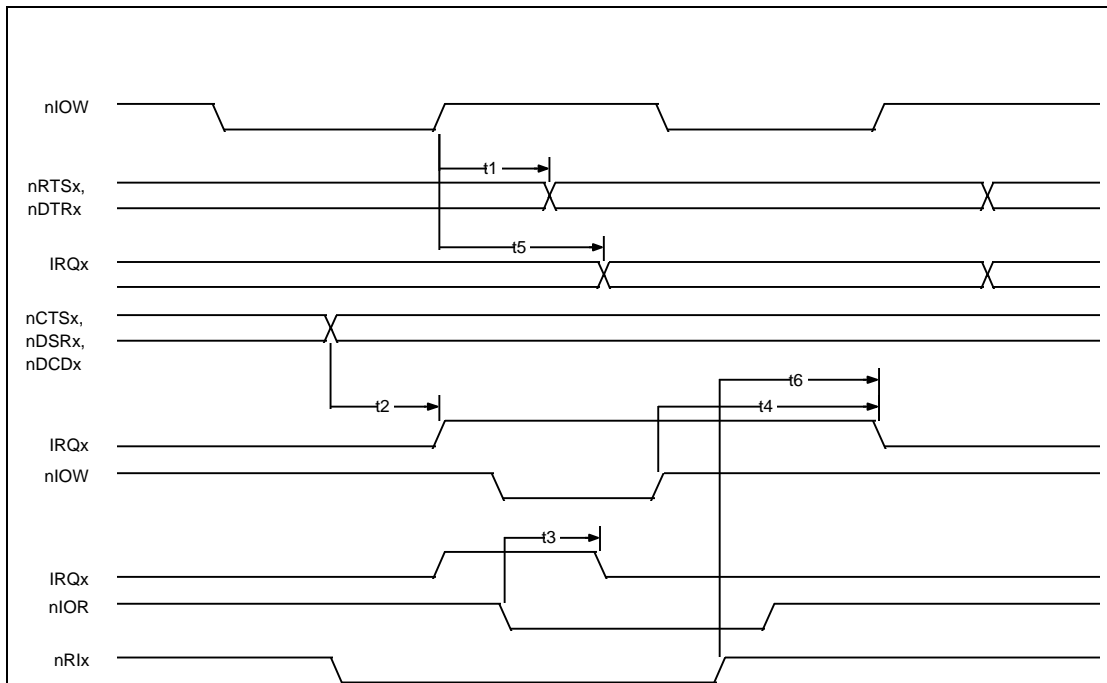 nIOW
t1
nRTSx,
nDTRx
t5
IRQx
nCTSx,
nDSRx,
nDCDx
t6
t2
t4
IRQx
nIOW
t3
IRQx
nIOR
nRIx